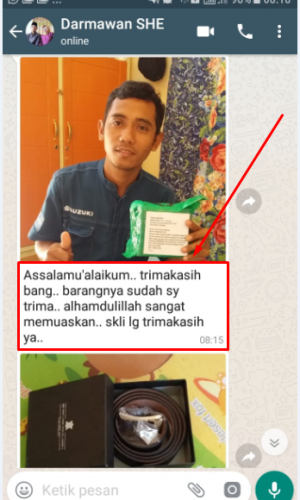 Darmawan SHE
online
SUZUKI
Assalamu'alaikum.. trimakasih
bang.. barangnya sudah sy
trima.. alhamdulillah sangat
memuaskan.. skli lg trimakasih
ya..
08:15
Ketik pesan